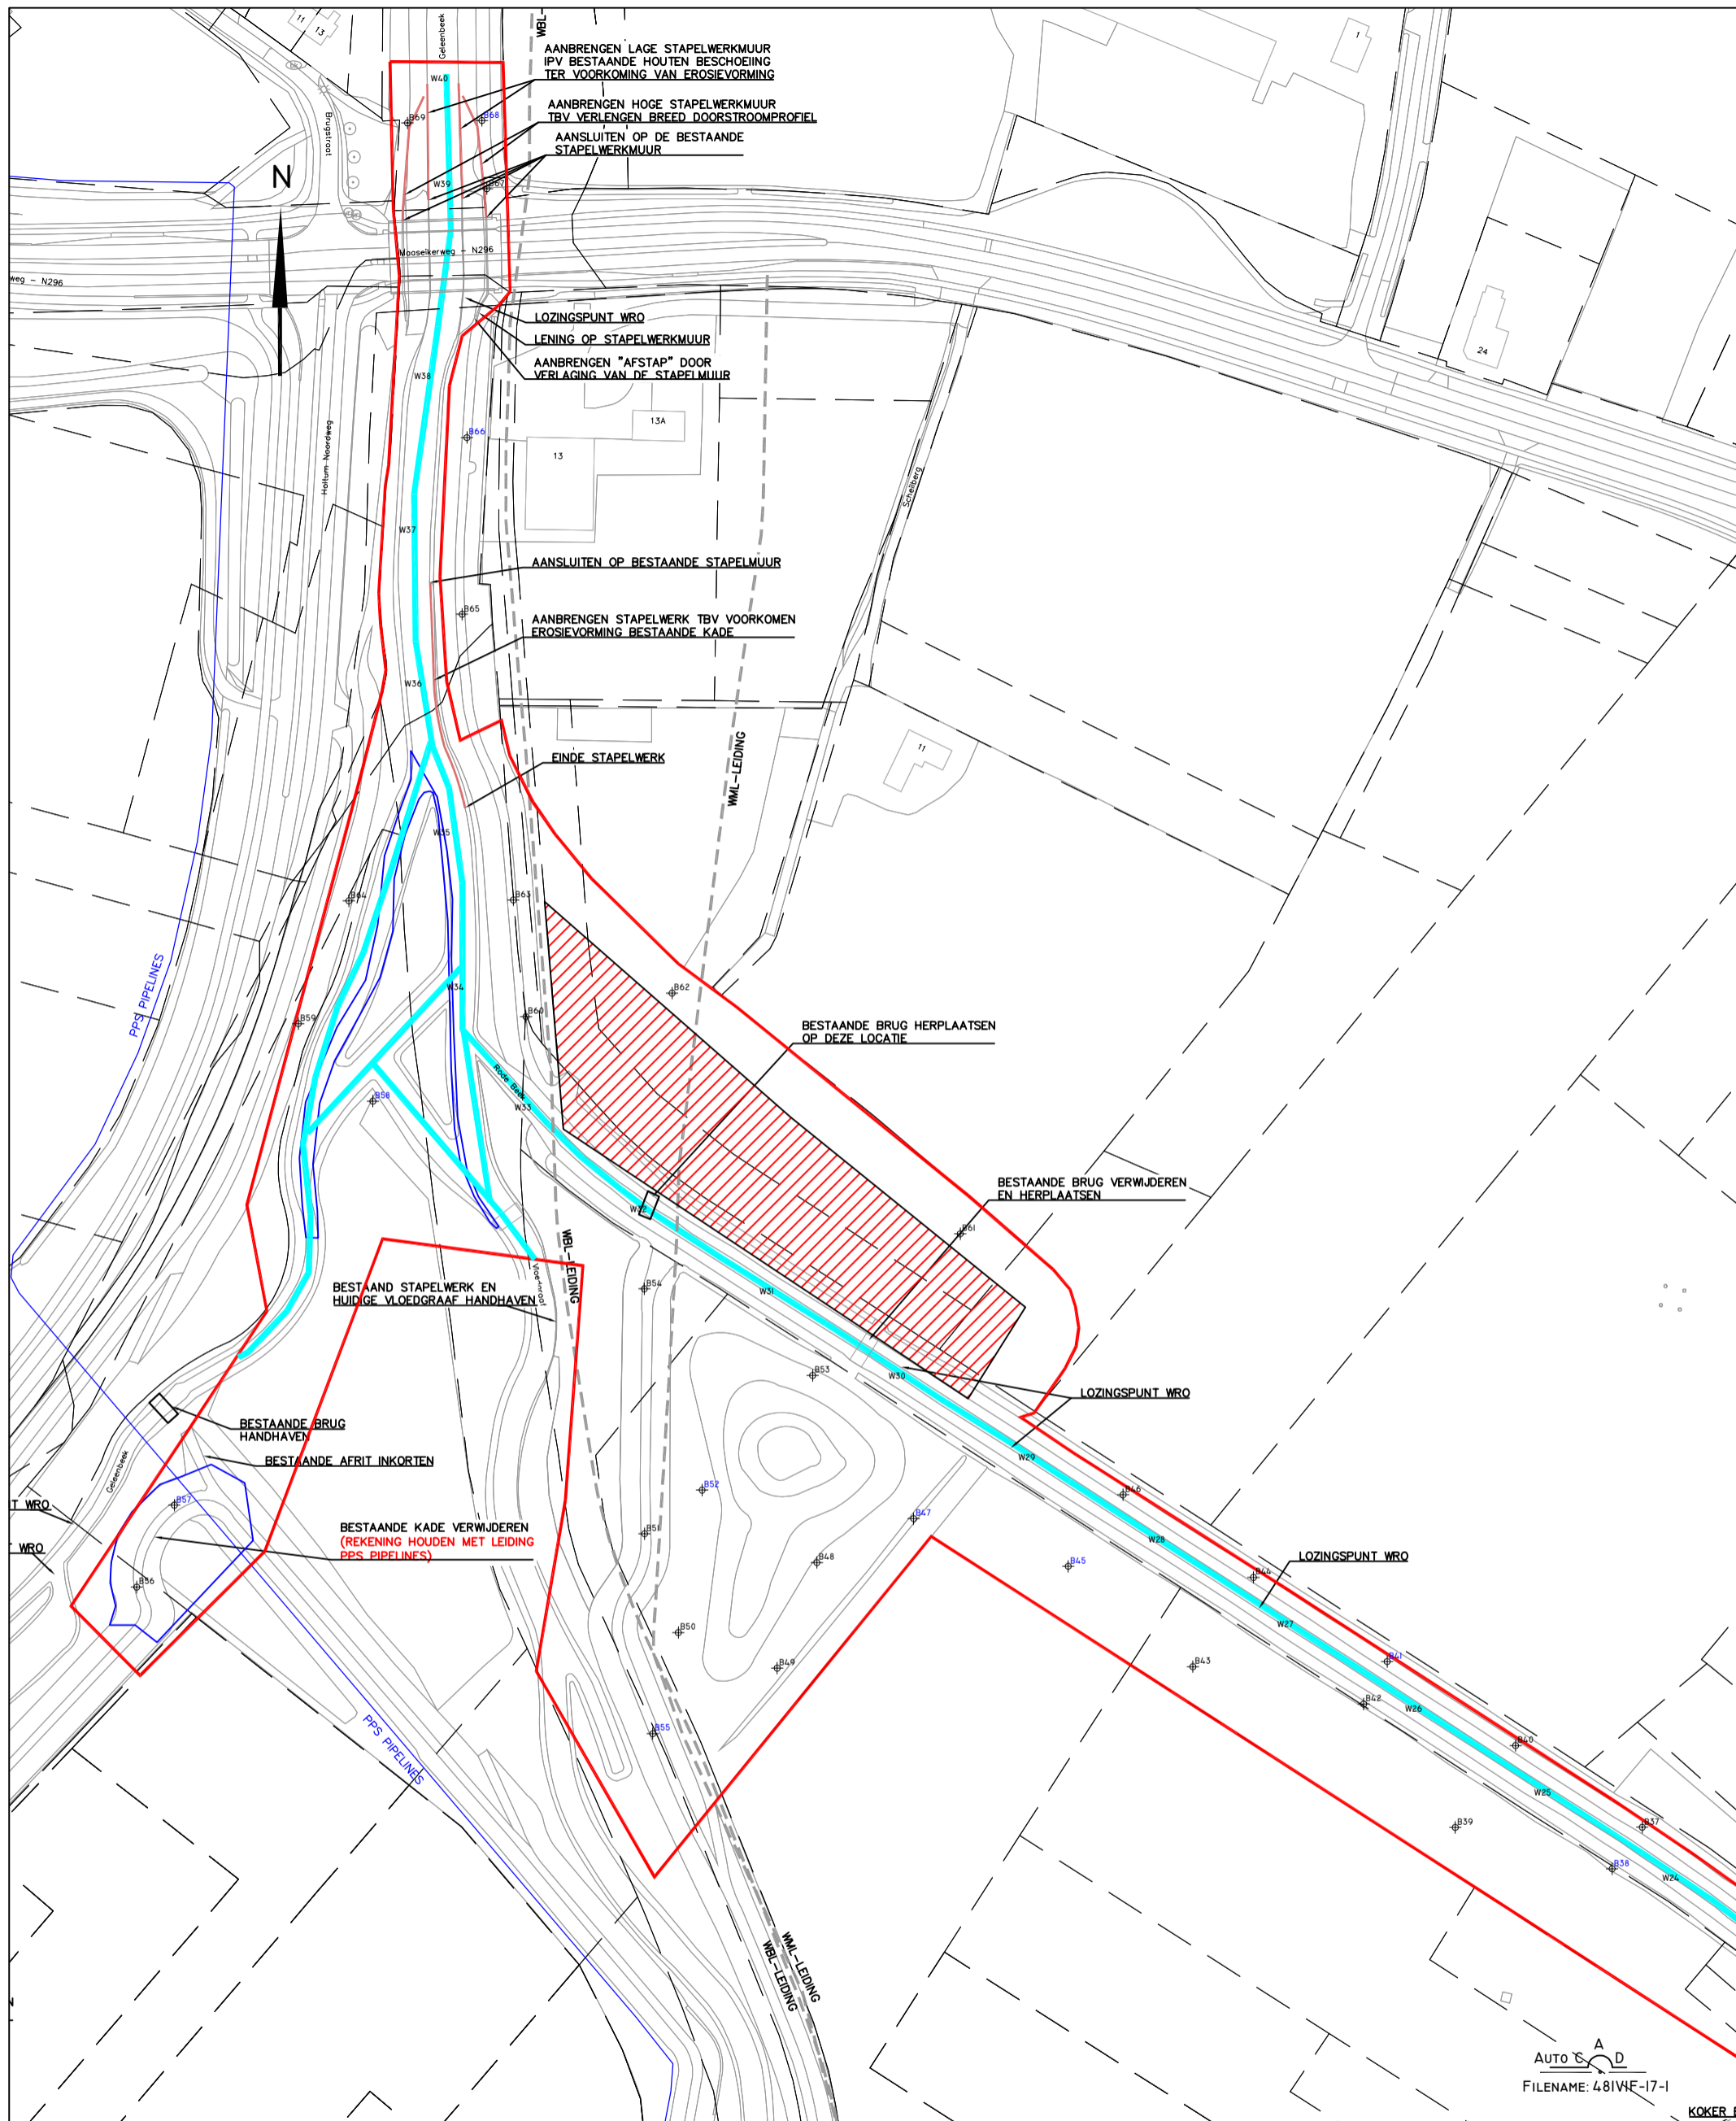 11
13
Geleenbeek
WBL-
1
AANBRENGEN LAGE STAPELWERKMUUR
IPV BESTAANDE HOUTEN BESCHOEIING
TER VOORKOMING VAN EROSIEVORMING
W40
AANBRENGEN HOGE STAPELWERKMUUR
TBV VERLENGEN BREED DOORSTROOMPROFIEL
B69
B68
Brugstraat
AANSLUITEN OP DE BESTAANDE
STAPELWERKMUUR
N
W39
B67
Maaseikerweg - N296
weg - N296
LOZINGSPUNT WRO
LENING OP STAPELWERKMUUR
AANBRENGEN "AFSTAP" DOOR
VERLAGING VAN DE STAPELMUUR
24
W38
13A
B66
13
Holtum Noordweg
Schelberg
W37
AANSLUITEN OP BESTAANDE STAPELMUUR
B65
AANBRENGEN STAPELWERK TBV VOORKOMEN
EROSIEVORMING BESTAANDE KADE
W36
EINDE STAPELWERK
11
WML-LEIDING
W35
B64
B63
PPS PIPELINES
W34
B62
B59
B60
BESTAANDE BRUG HERPLAATSEN
OP DEZE LOCATIE
Rode Beek
B58
W33
BESTAANDE BRUG VERWIJDEREN
EN HERPLAATSEN
W32
B61
WBL-LEIDING
BESTAAND STAPELWERK EN
HUIDIGE VLOEDGRAAF HANDHAVEN
B54
W31
B53
W30
LOZINGSPUNT WRO
BESTAANDE BRUG
HANDHAVEN
BESTAANDE AFRIT INKORTEN
Geleenbeek
W29
B52
B46
T WRO
B57
B47
BESTAANDE KADE VERWIJDEREN
(REKENING HOUDEN MET LEIDING
PPS PIPELINES)
B51
W28
WRO
B48
B45
LOZINGSPUNT WRO
B44
B56
W27
B50
B49
B43
B41
B42
W26
PPS PIPELINES
B55
B40
W25
B39
B37
B38
W24
WML-LEIDING
WBL-LEIDING
N
A
AUTO C D
FILENAME: 481V1F-17-1
KOKER